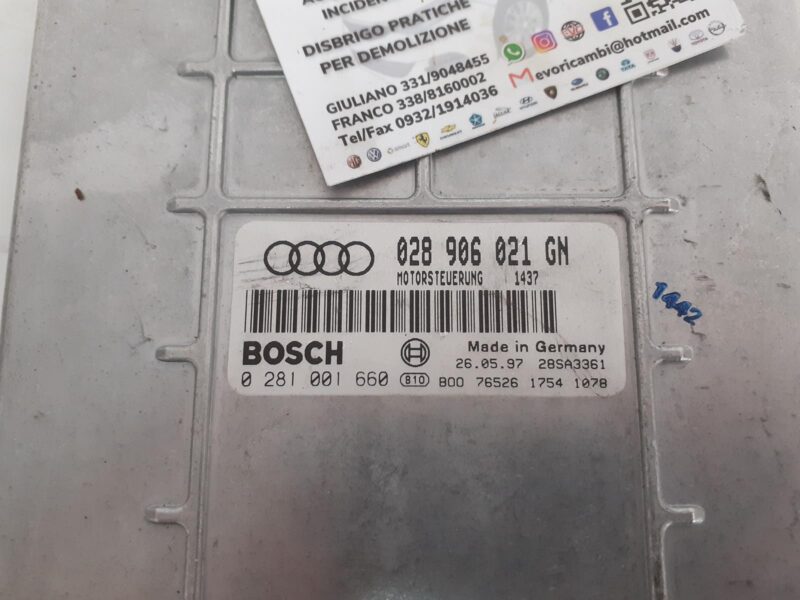 INCIDEN
DISBRIGO PRATICHE
PER DEMOLIZIONE
GIULIANO 331/9048455
FRANCO 338/8160002
Tel/Fax 0932/1914036
evoricambi@hotmail.com
028 906 021 GN
MOTORSTEUERUNG 1437
BOSCH
Made in Germany
26.05.97 28SA3361
0 281 001 660 810 B00 76526 1754 1078
1442